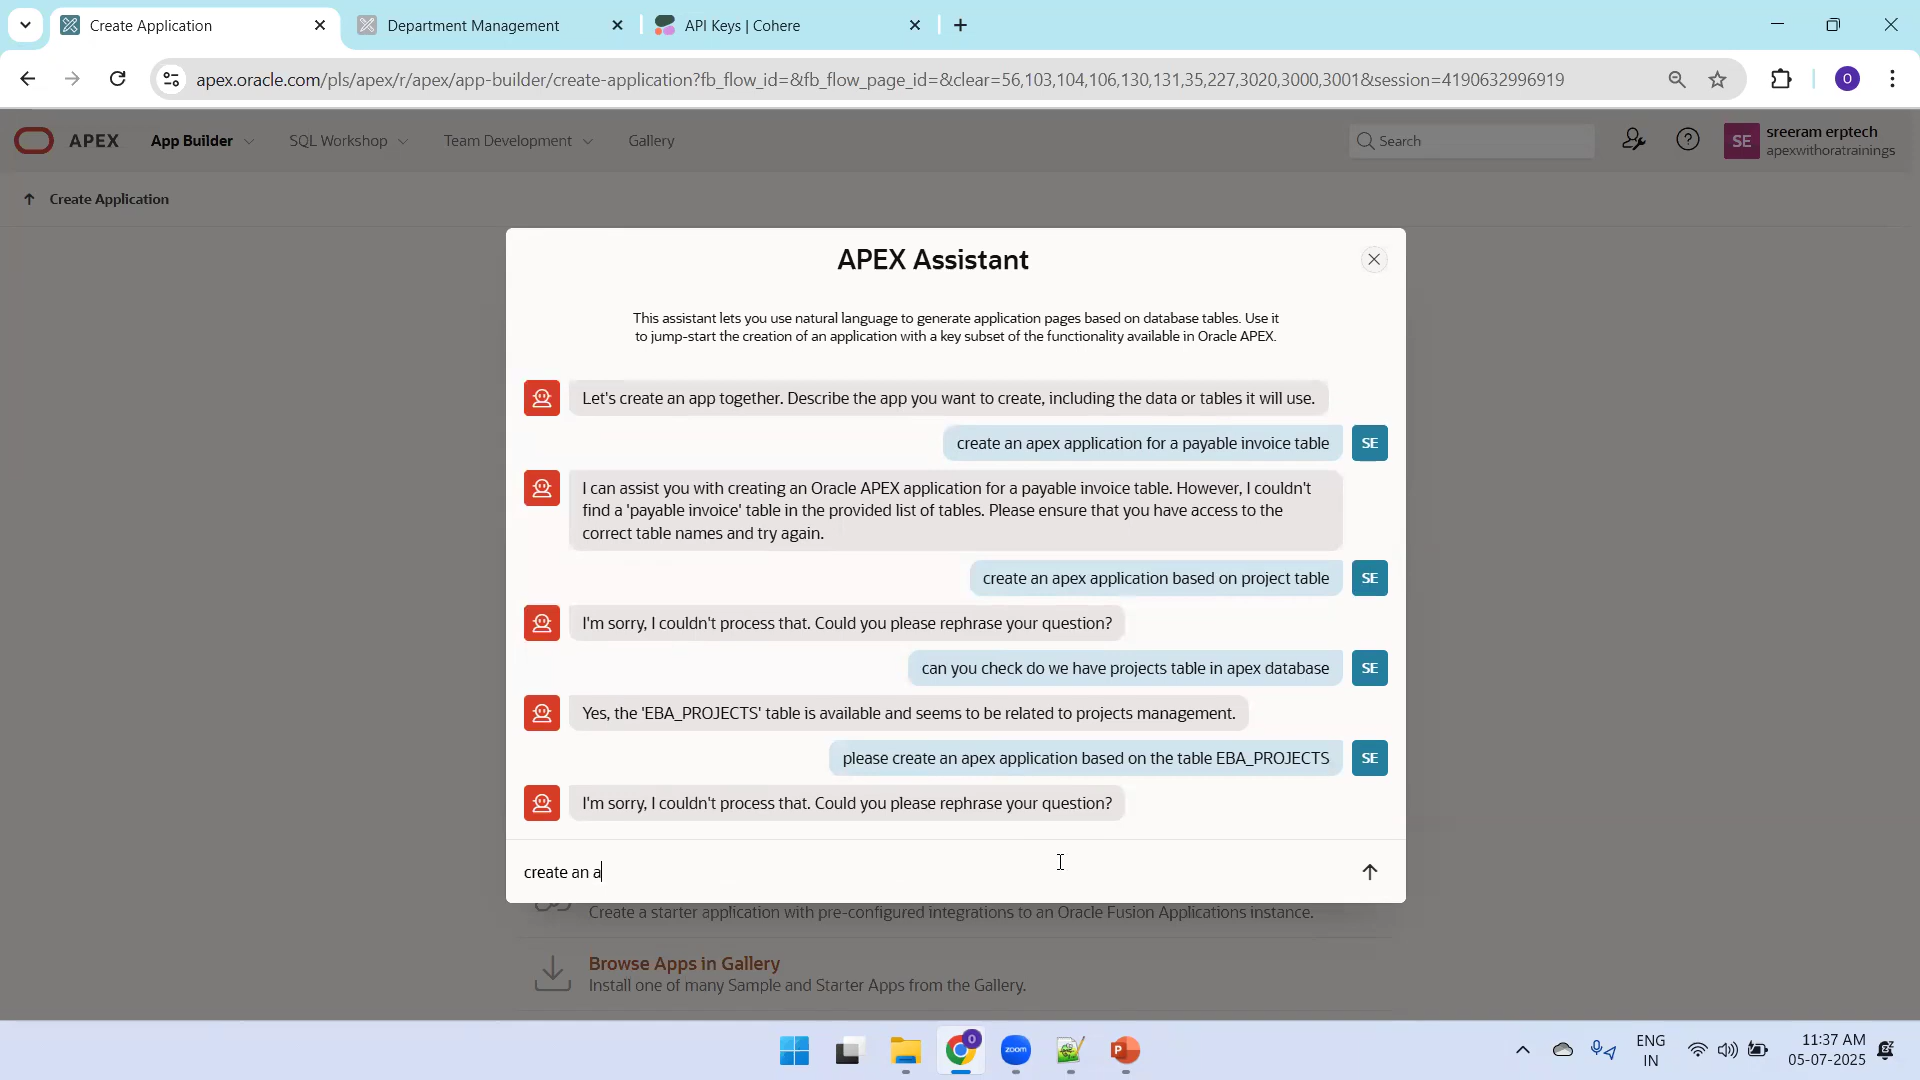 Create Application
Department Management
API Keys | Cohere
apex.oracle.com/pls/apex/r/apex/app-builder/create-application?fb_flow_id=&fb_flow_page_id=&clear=56,103,104,106,130,131,35,227,3020,3000,3001&session=4190632996919
O
APEX
App Builder
SQL Workshop
Team Development
Gallery
Search
SE
sreeram erptech
apexwithoratrainings
Create Application
APEX Assistant
This assistant lets you use natural language to generate application pages based on database tables. Use it
to jump-start the creation of an application with a key subset of the functionality available in Oracle APEX.
Let's create an app together. Describe the app you want to create, including the data or tables it will use.
create an apex application for a payable invoice table
SE
I can assist you with creating an Oracle APEX application for a payable invoice table. However, I couldn't
find a 'payable invoice' table in the provided list of tables. Please ensure that you have access to the
correct table names and try again.
create an apex application based on project table
SE
I'm sorry, I couldn't process that. Could you please rephrase your question?
can you check do we have projects table in apex database
SE
Yes, the 'EBA_PROJECTS' table is available and seems to be related to projects management.
please create an apex application based on the table EBA_PROJECTS
SE
I'm sorry, I couldn't process that. Could you please rephrase your question?
create an a
Create a starter application with pre-configured integrations to an Oracle Fusion Applications instance.
Browse Apps in Gallery
Install one of many Sample and Starter Apps from the Gallery.
O
zoom
P
ENG
IN
11:37 AM
05-07-2025